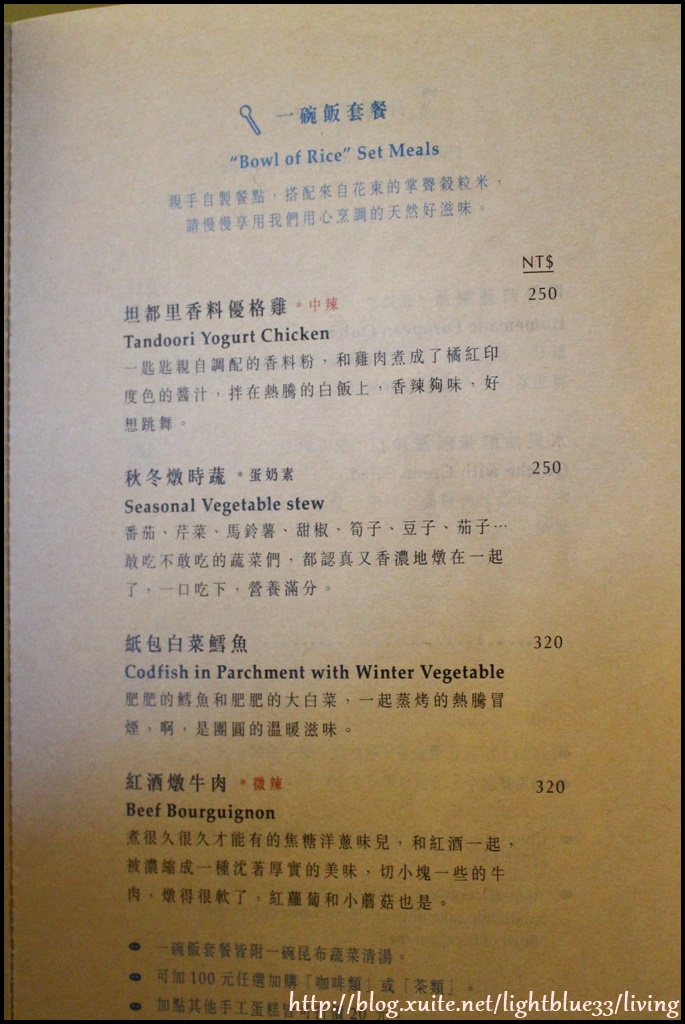 一碗飯套餐
“Bowl of Rice” Set Meals
親手自製餐點，搭配來自花東的掌聲穀粒米，
請慢慢享用我們用心烹調的天然好滋味。
NT$
坦都里香料優格雞 •中辣 250
Tandoori Yogurt Chicken
一匙匙親自調配的香料粉，和雞肉煮成了橘紅印
度色的醬汁，拌在熱騰的白飯上，香辣夠味，好
想跳舞。
秋冬燉時蔬 •蛋奶素 250
Seasonal Vegetable stew
番茄、芹菜、馬鈴薯、甜椒、筍子、豆子、茄子…
敢吃不敢吃的蔬菜們，都認真又香濃地燉在一起
了，一口吃下，營養滿分。
紙包白菜鱈魚 320
Codfish in Parchment with Winter Vegetable
肥肥的鱈魚和肥肥的大白菜，一起蒸烤的熱騰冒
煙，啊，是團圓的溫暖滋味。
紅酒燉牛肉 •微辣 320
Beef Bourguignon
煮很久很久才能有的焦糖洋蔥味兒，和紅酒一起，
被濃縮成一種沈著厚實的美味，切小塊一些的牛
肉，燉得很軟了，紅蘿蔔和小蘑菇也是。
一碗飯套餐皆附一碗昆布蔬菜清湯。
可加100元任選加購「咖啡類」或「茶類」。
加點其他手工蛋糕皆可 20
http://blog.xuite.net/lightblue33/living